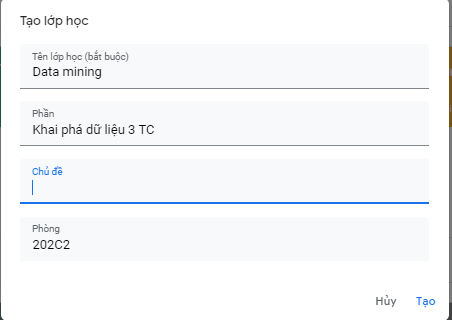 Tạo lớp học
Tên lớp học (bắt buộc)
Data mining
Phần
Khai phá dữ liệu 3 TC
Chủ đề
Phòng
202C2
Hủy Tạo